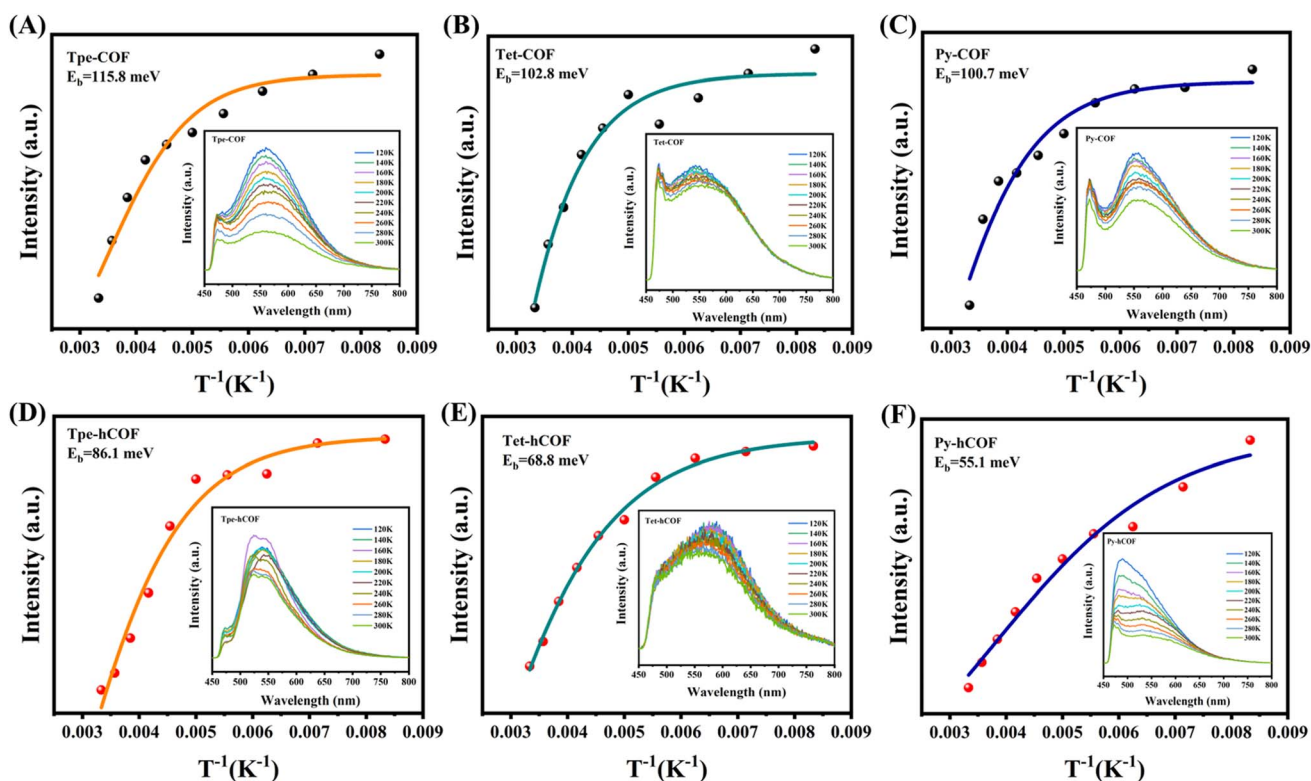 (A)
Tpe-COF
E_b=115.8 meV
Intensity (a.u.)
Tpe-COF
Intensity (a.u.)
120K
140K
160K
180K
200K
220K
240K
260K
280K
300K
450 500 550 600 650 700 750 800
Wavelength (nm)
0.003 0.004 0.005 0.006 0.007 0.008 0.009
T⁻¹(K⁻¹)
(B)
Tet-COF
E_b=102.8 meV
Intensity (a.u.)
Tet-COF
Intensity (a.u.)
120K
140K
160K
180K
200K
220K
240K
260K
280K
300K
450 500 550 600 650 700 750 800
Wavelength (nm)
0.003 0.004 0.005 0.006 0.007 0.008 0.009
T⁻¹(K⁻¹)
(C)
Py-COF
E_b=100.7 meV
Intensity (a.u.)
Py-COF
Intensity (a.u.)
120K
140K
160K
180K
200K
220K
240K
260K
280K
300K
450 500 550 600 650 700 750 800
Wavelength (nm)
0.003 0.004 0.005 0.006 0.007 0.008 0.009
T⁻¹(K⁻¹)
(D)
Tpe-hCOF
E_b=86.1 meV
Intensity (a.u.)
Tpe-hCOF
Intensity (a.u.)
120K
140K
160K
180K
200K
220K
240K
260K
280K
300K
450 500 550 600 650 700 750 800
Wavelength (nm)
0.003 0.004 0.005 0.006 0.007 0.008 0.009
T⁻¹(K⁻¹)
(E)
Tet-hCOF
E_b=68.8 meV
Intensity (a.u.)
Tet-hCOF
Intensity (a.u.)
120K
140K
160K
180K
200K
220K
240K
260K
280K
300K
450 500 550 600 650 700 750 800
Wavelength (nm)
0.003 0.004 0.005 0.006 0.007 0.008 0.009
T⁻¹(K⁻¹)
(F)
Py-hCOF
E_b=55.1 meV
Intensity (a.u.)
Py-hCOF
Intensity (a.u.)
120K
140K
160K
180K
200K
220K
240K
260K
280K
300K
450 500 550 600 650 700 750 800
Wavelength (nm)
0.003 0.004 0.005 0.006 0.007 0.008 0.009
T⁻¹(K⁻¹)